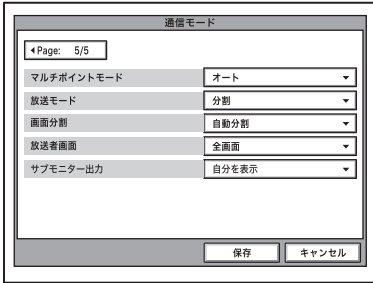 通信モード
Page: 5/5
マルチポイントモード オート
放送モード 分割
画面分割 自動分割
放送者画面 全画面
サブモニター出力 自分を表示
保存 キャンセル